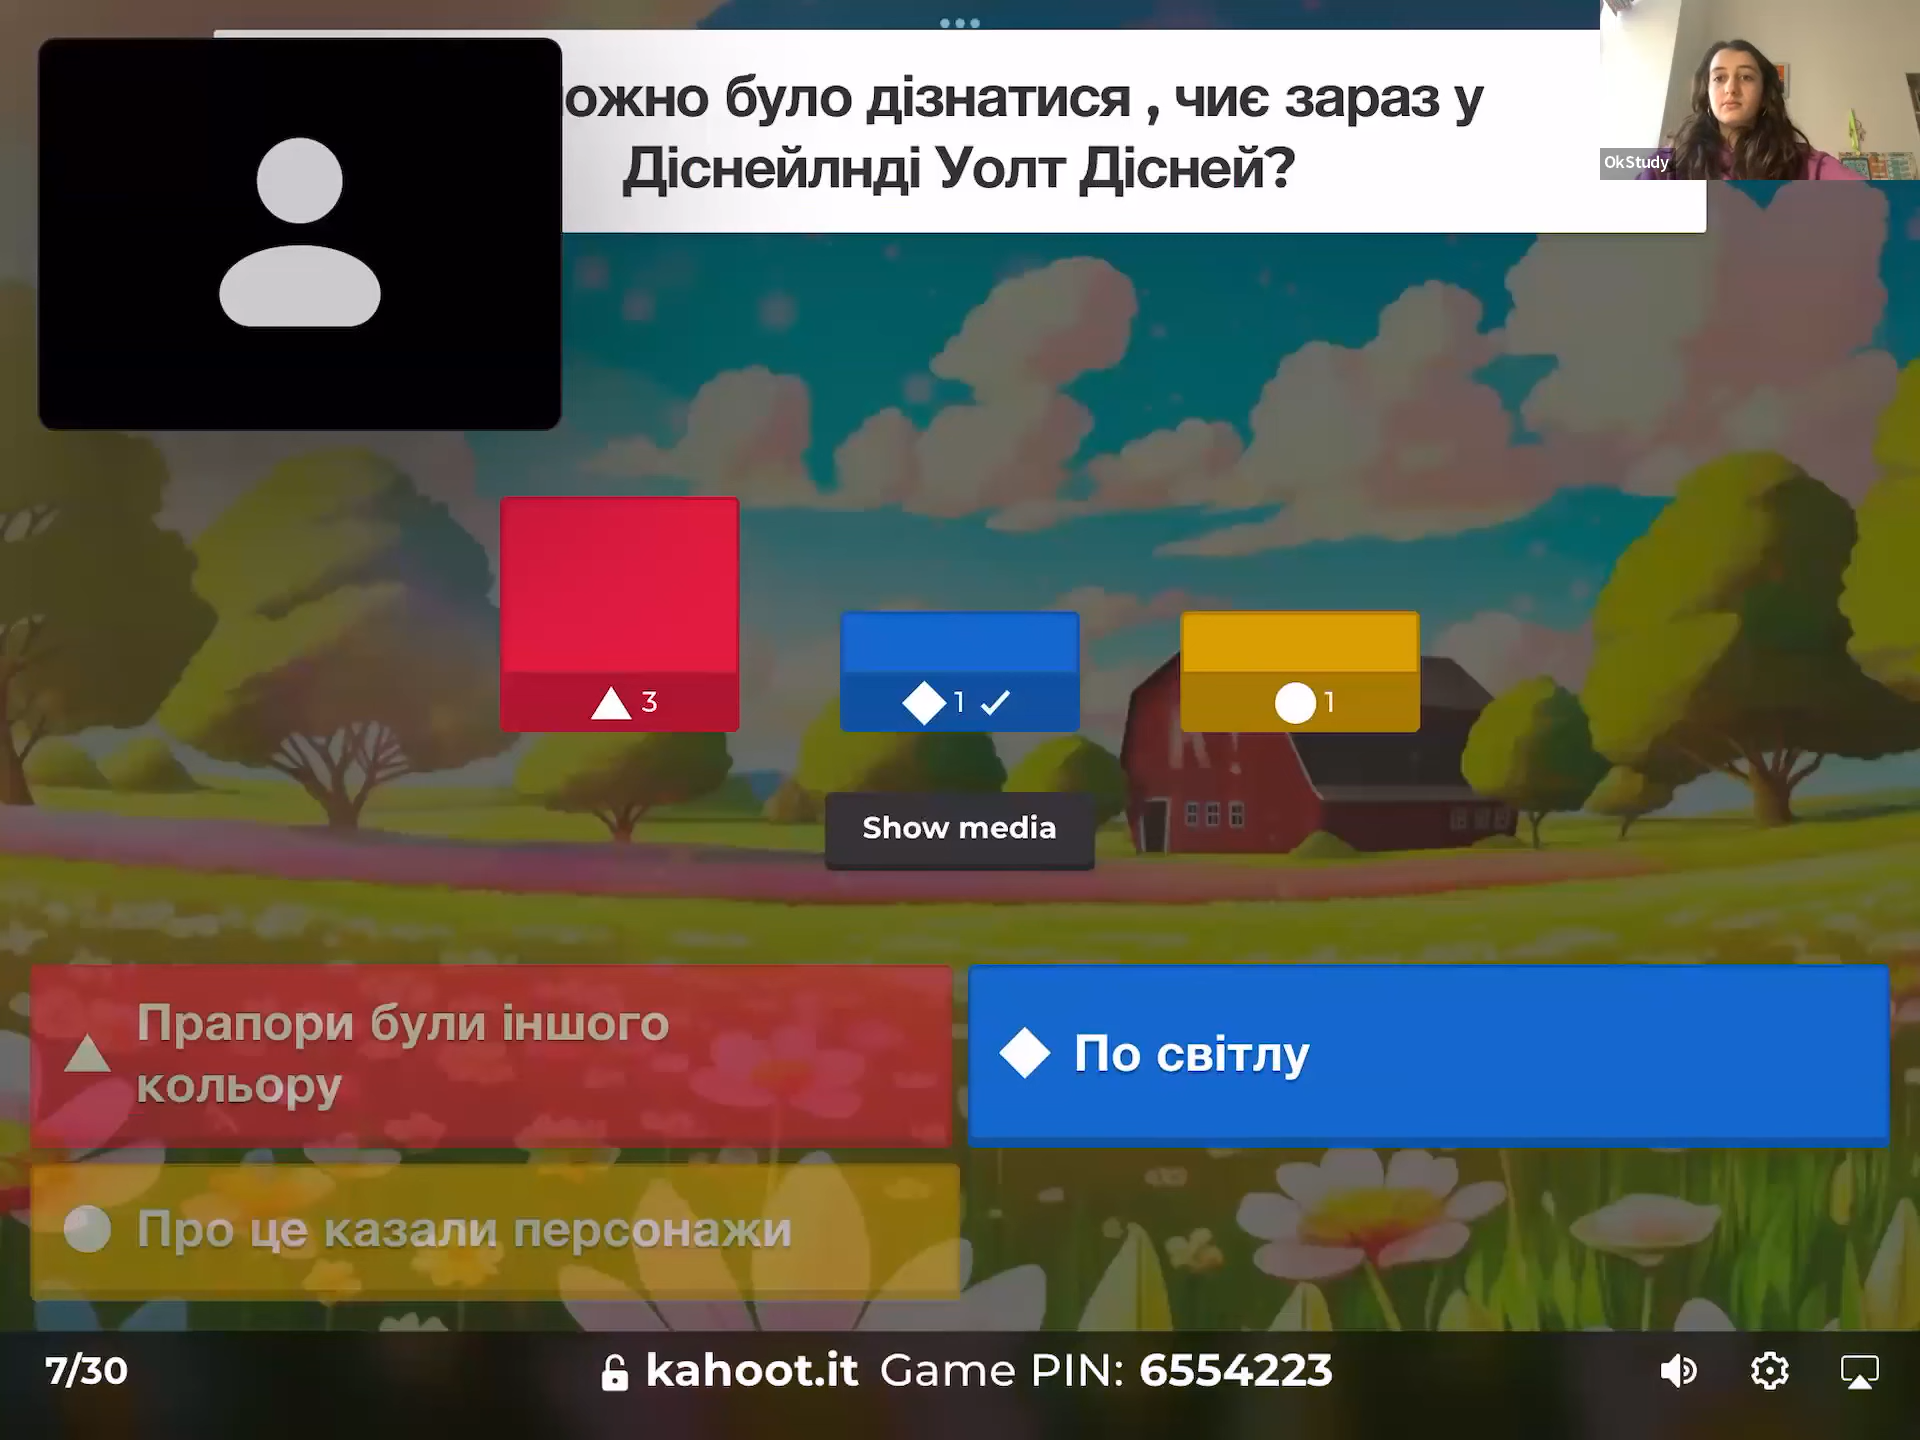 було дізнатися , чиє зараз у
Діснейлнді Уолт Дісней?
OkStudy
3
1
1
Show media
Прапори були іншого
кольору
По світлу
Про це казали персонажи
7/30
kahoot.it Game PIN: 6554223